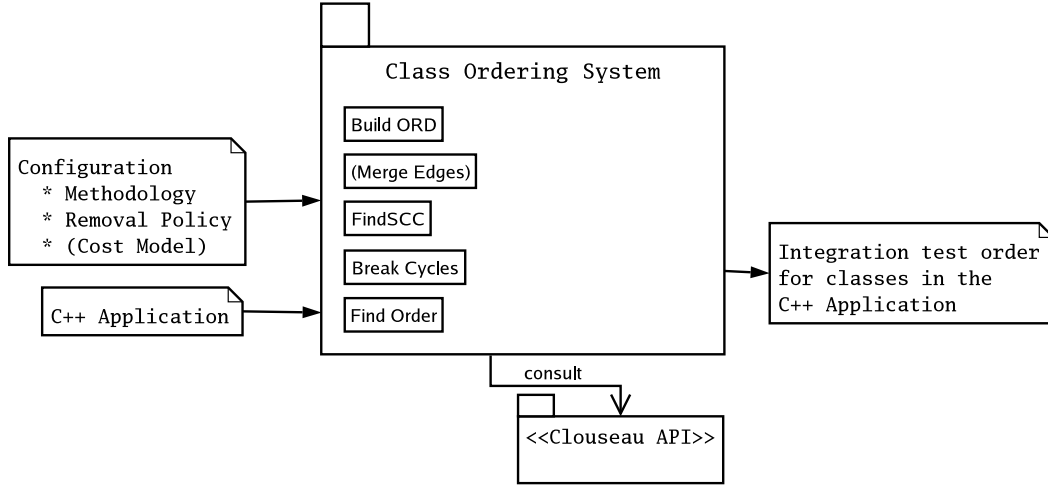 Class Ordering System
Build ORD
(Merge Edges)
FindSCC
Break Cycles
Find Order
Configuration
* Methodology
* Removal Policy
* (Cost Model)
C++ Application
Integration test order
for classes in the
C++ Application
consult
<<Clouseau API>>